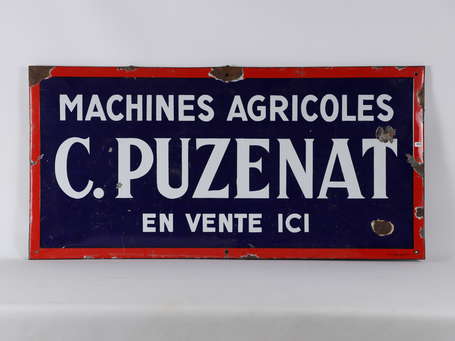 MACHINES AGRICOLES
C. PUZENAT
EN VENTE ICI